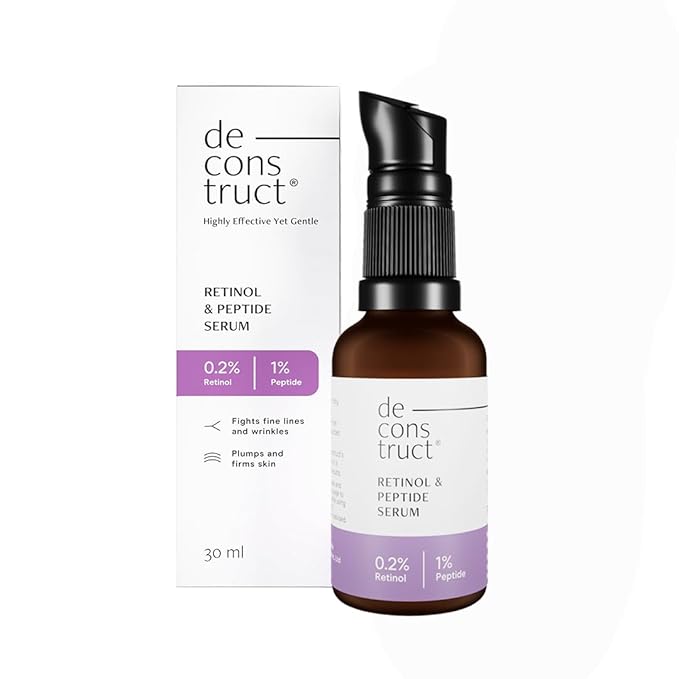 de
cons
truct®
Highly Effective Yet Gentle
RETINOL
& PEPTIDE
SERUM
0.2%
Retinol
1%
Peptide
Fights fine lines
and wrinkles
Plumps and
firms skin
30 ml
de
cons
truct®
RETINOL &
PEPTIDE
SERUM
0.2%
Retinol
1%
Peptide